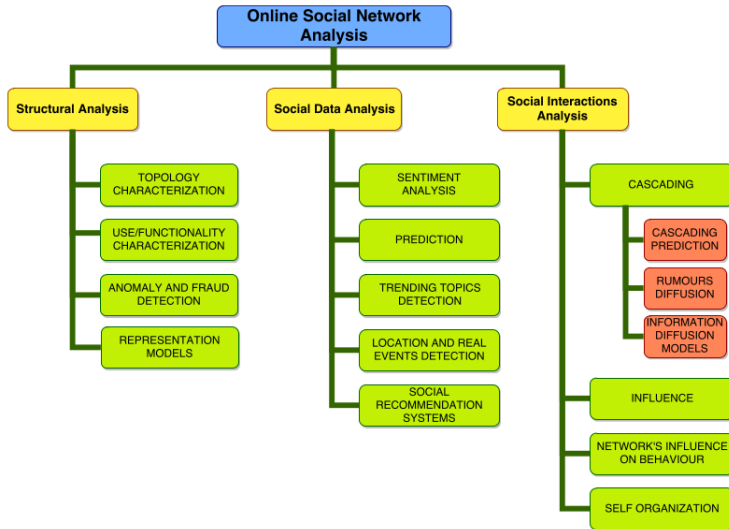 Online Social Network
Analysis
Structural Analysis
Social Data Analysis
Social Interactions
Analysis
TOPOLOGY
CHARACTERIZATION
USE/FUNCTIONALITY
CHARACTERIZATION
ANOMALY AND FRAUD
DETECTION
REPRESENTATION
MODELS
SENTIMENT
ANALYSIS
PREDICTION
TRENDING TOPICS
DETECTION
LOCATION AND REAL
EVENTS DETECTION
SOCIAL
RECOMMENDATION
SYSTEMS
CASCADING
CASCADING
PREDICTION
RUMOURS
DIFFUSION
INFORMATION
DIFFUSION
MODELS
INFLUENCE
NETWORK'S INFLUENCE
ON BEHAVIOUR
SELF ORGANIZATION